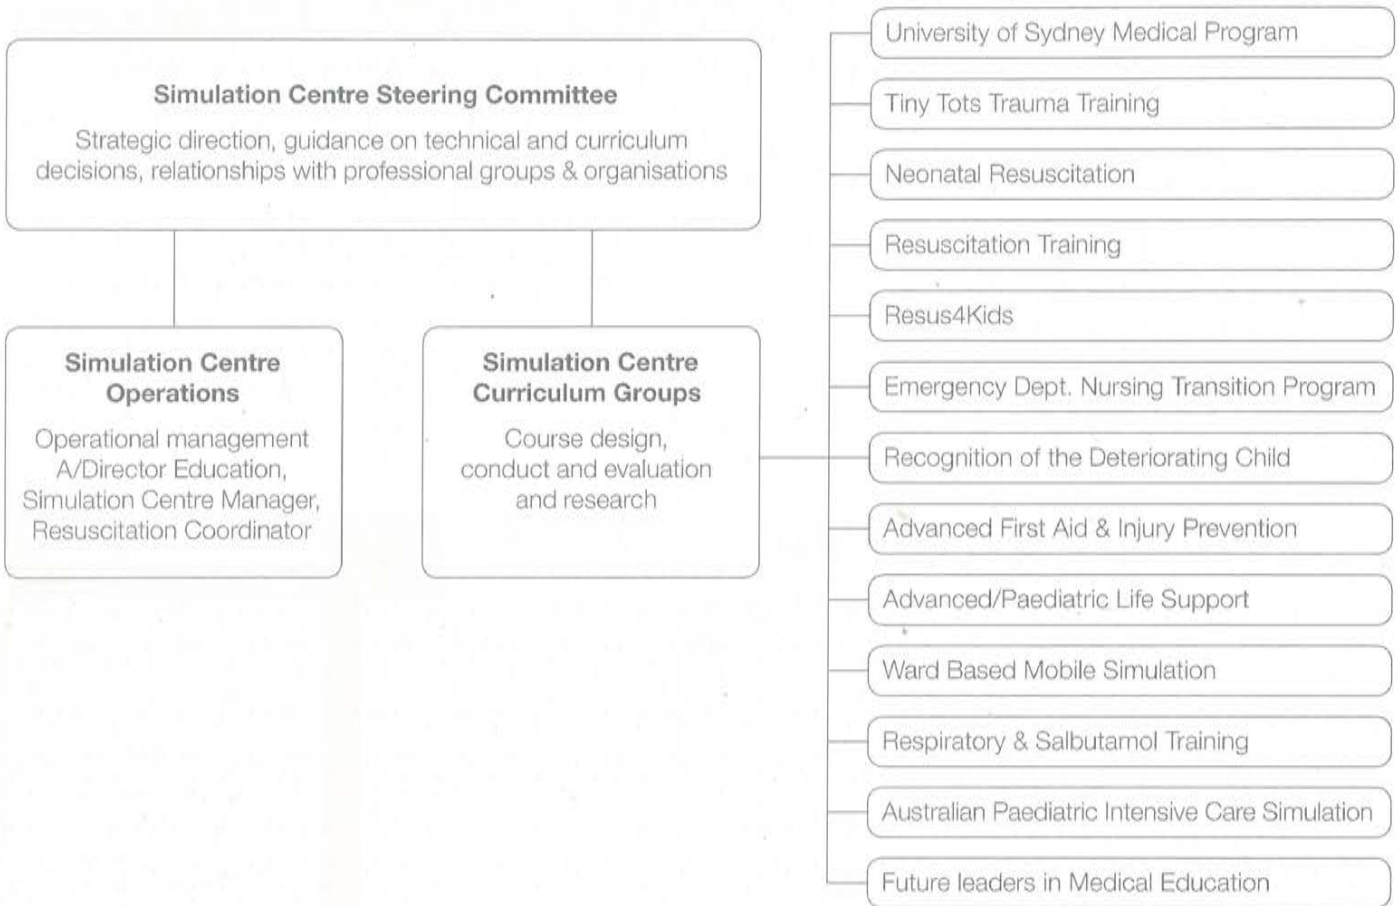 Simulation Centre Steering Committee
Strategic direction, guidance on technical and curriculum
decisions, relationships with professional groups & organisations
Simulation Centre
Operations
Operational management
A/Director Education,
Simulation Centre Manager,
Resuscitation Coordinator
Simulation Centre
Curriculum Groups
Course design,
conduct and evaluation
and research
University of Sydney Medical Program
Tiny Tots Trauma Training
Neonatal Resuscitation
Resuscitation Training
Resus4Kids
Emergency Dept. Nursing Transition Program
Recognition of the Deteriorating Child
Advanced First Aid & Injury Prevention
Advanced/Paediatric Life Support
Ward Based Mobile Simulation
Respiratory & Salbutamol Training
Australian Paediatric Intensive Care Simulation
Future leaders in Medical Education